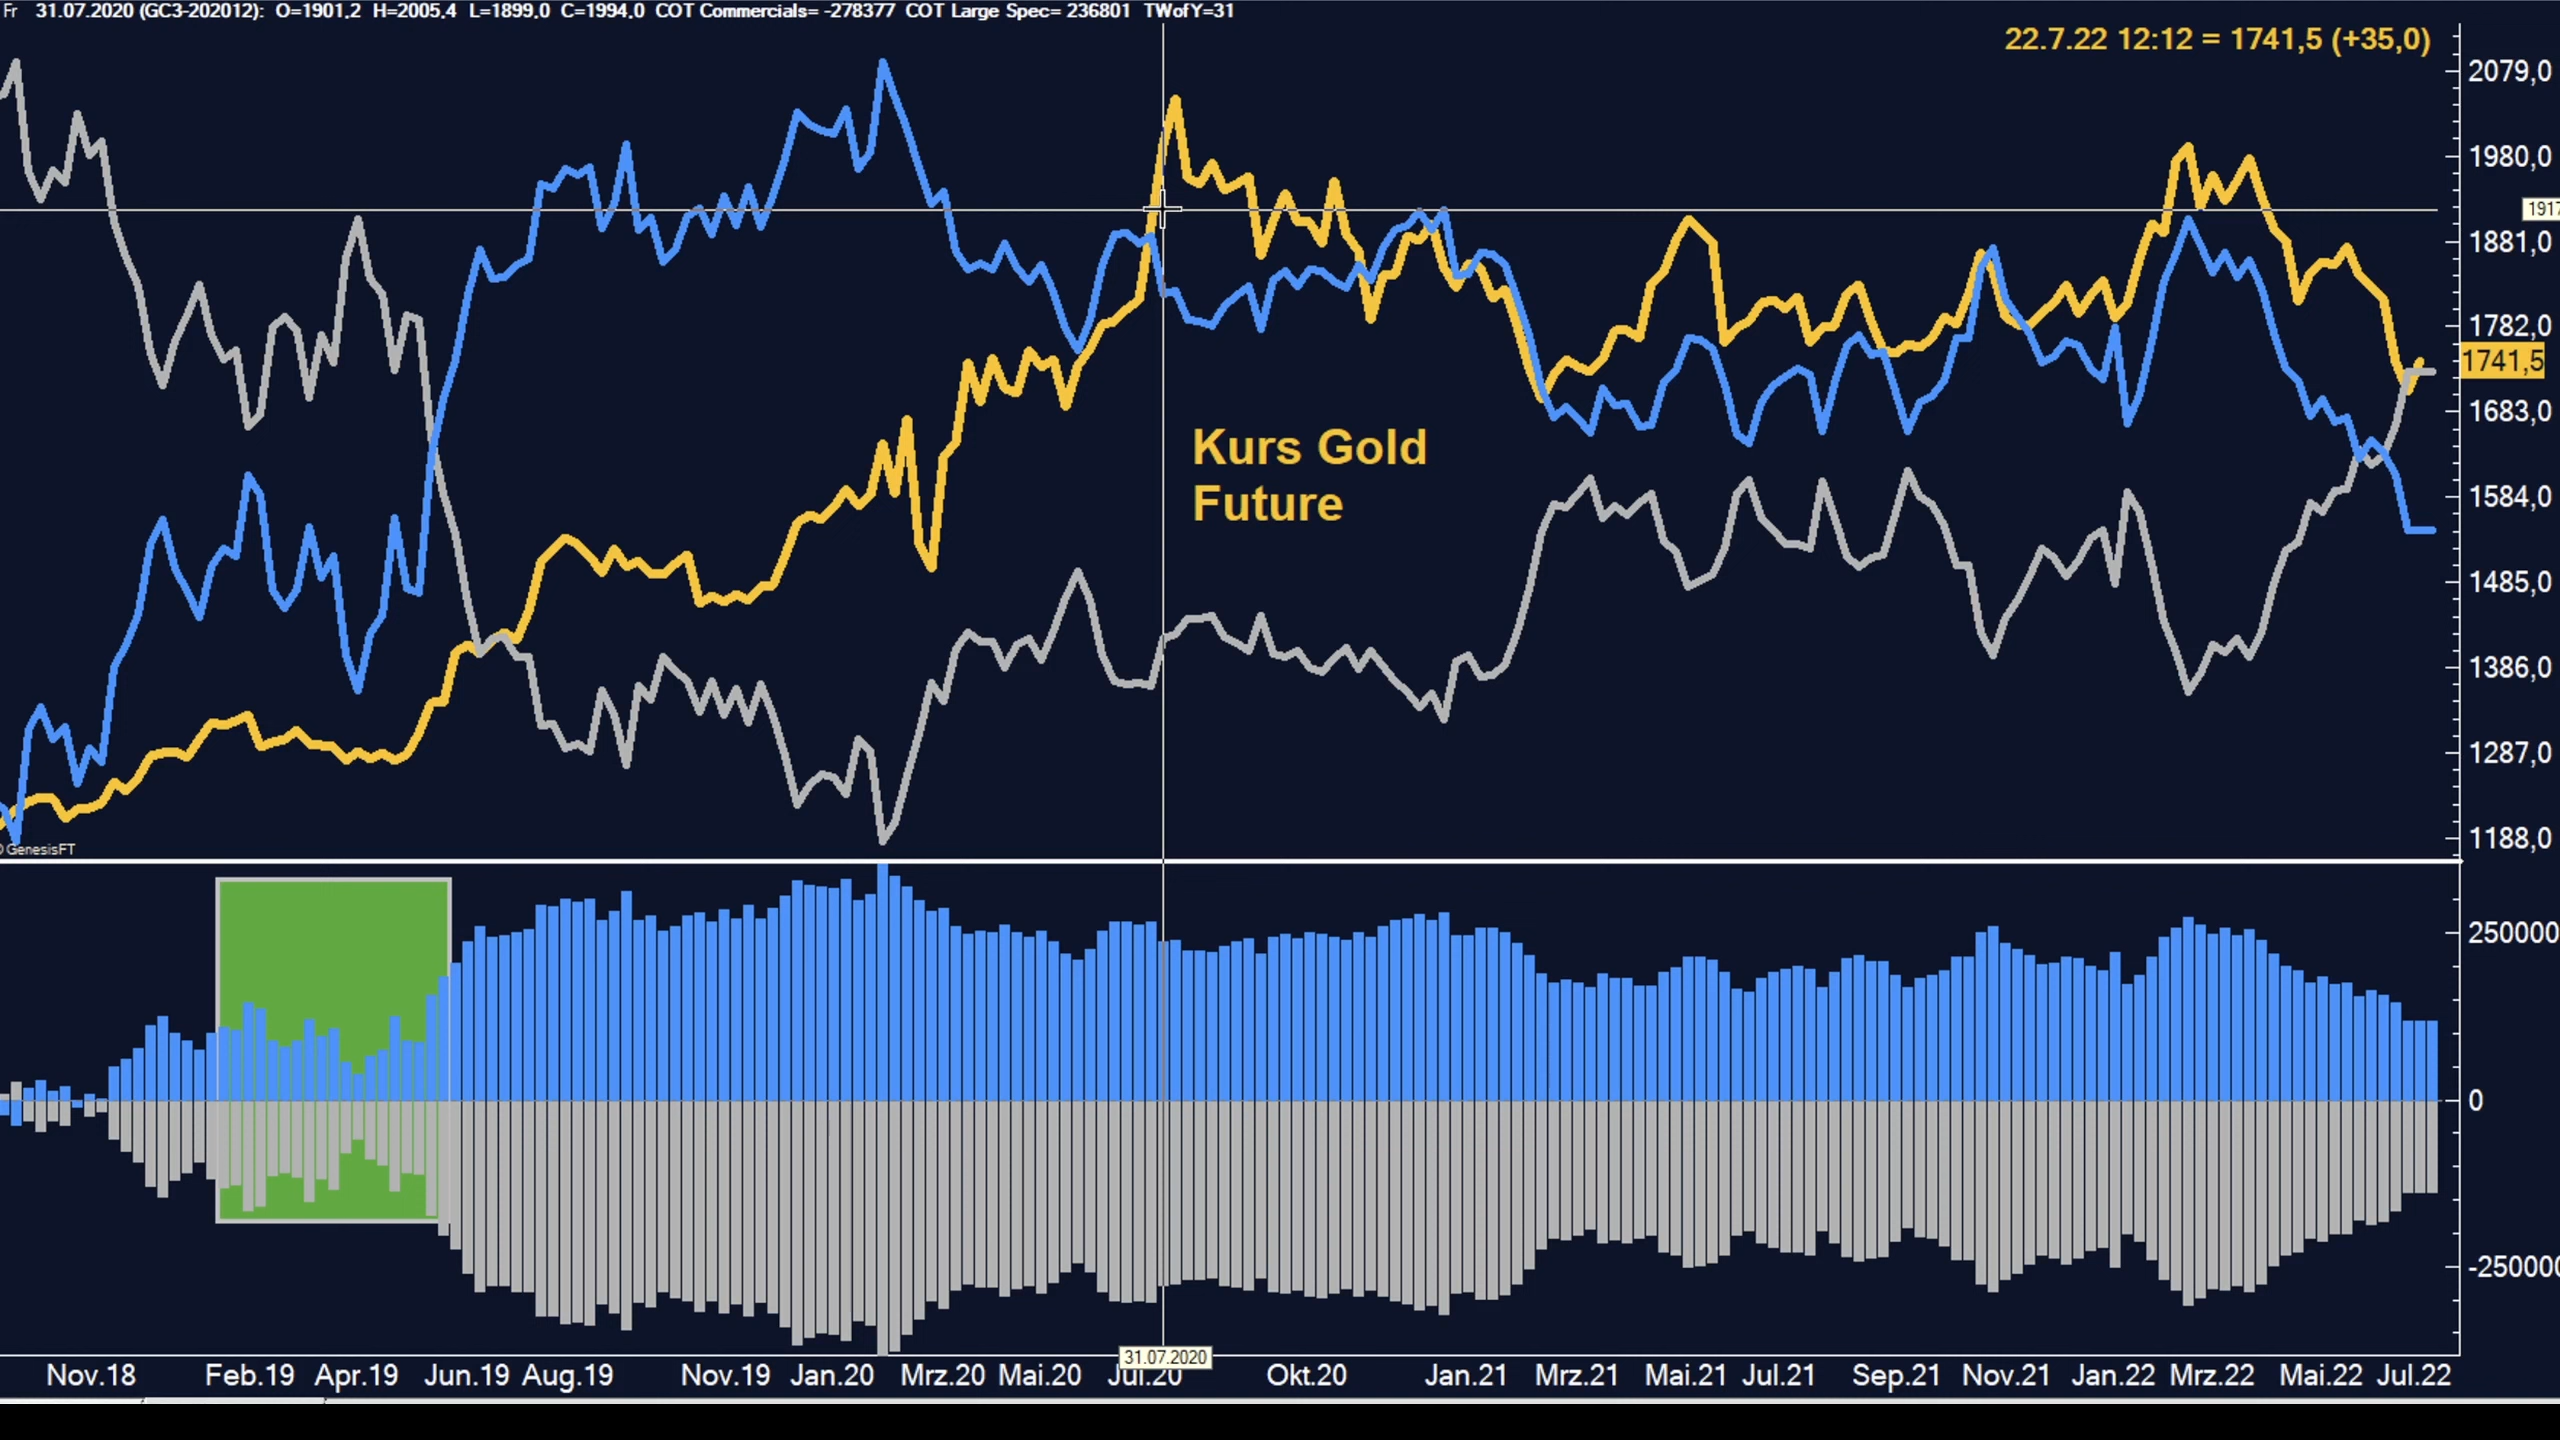 Fr 31.07.2020 (GC3-202012): O=1901,2 H=2005,4 L=1899,0 C=1994,0 COT Commercials= -278377 COT Large Spec= 236801 TWofY=31
22.7.22 12:12 = 1741,5 (+35,0)
2079,0
1980,0
1917
1881,0
1782,0
1741,5
1683,0
Kurs Gold
Future
1584,0
1485,0
1386,0
1287,0
1188,0
© GenesisFT
250000
0
-250000
31.07.2020
Nov.18 Feb.19 Apr.19 Jun.19 Aug.19 Nov.19 Jan.20 Mrz.20 Mai.20 Jul.20 Okt.20 Jan.21 Mrz.21 Mai.21 Jul.21 Sep.21 Nov.21 Jan.22 Mrz.22 Mai.22 Jul.22